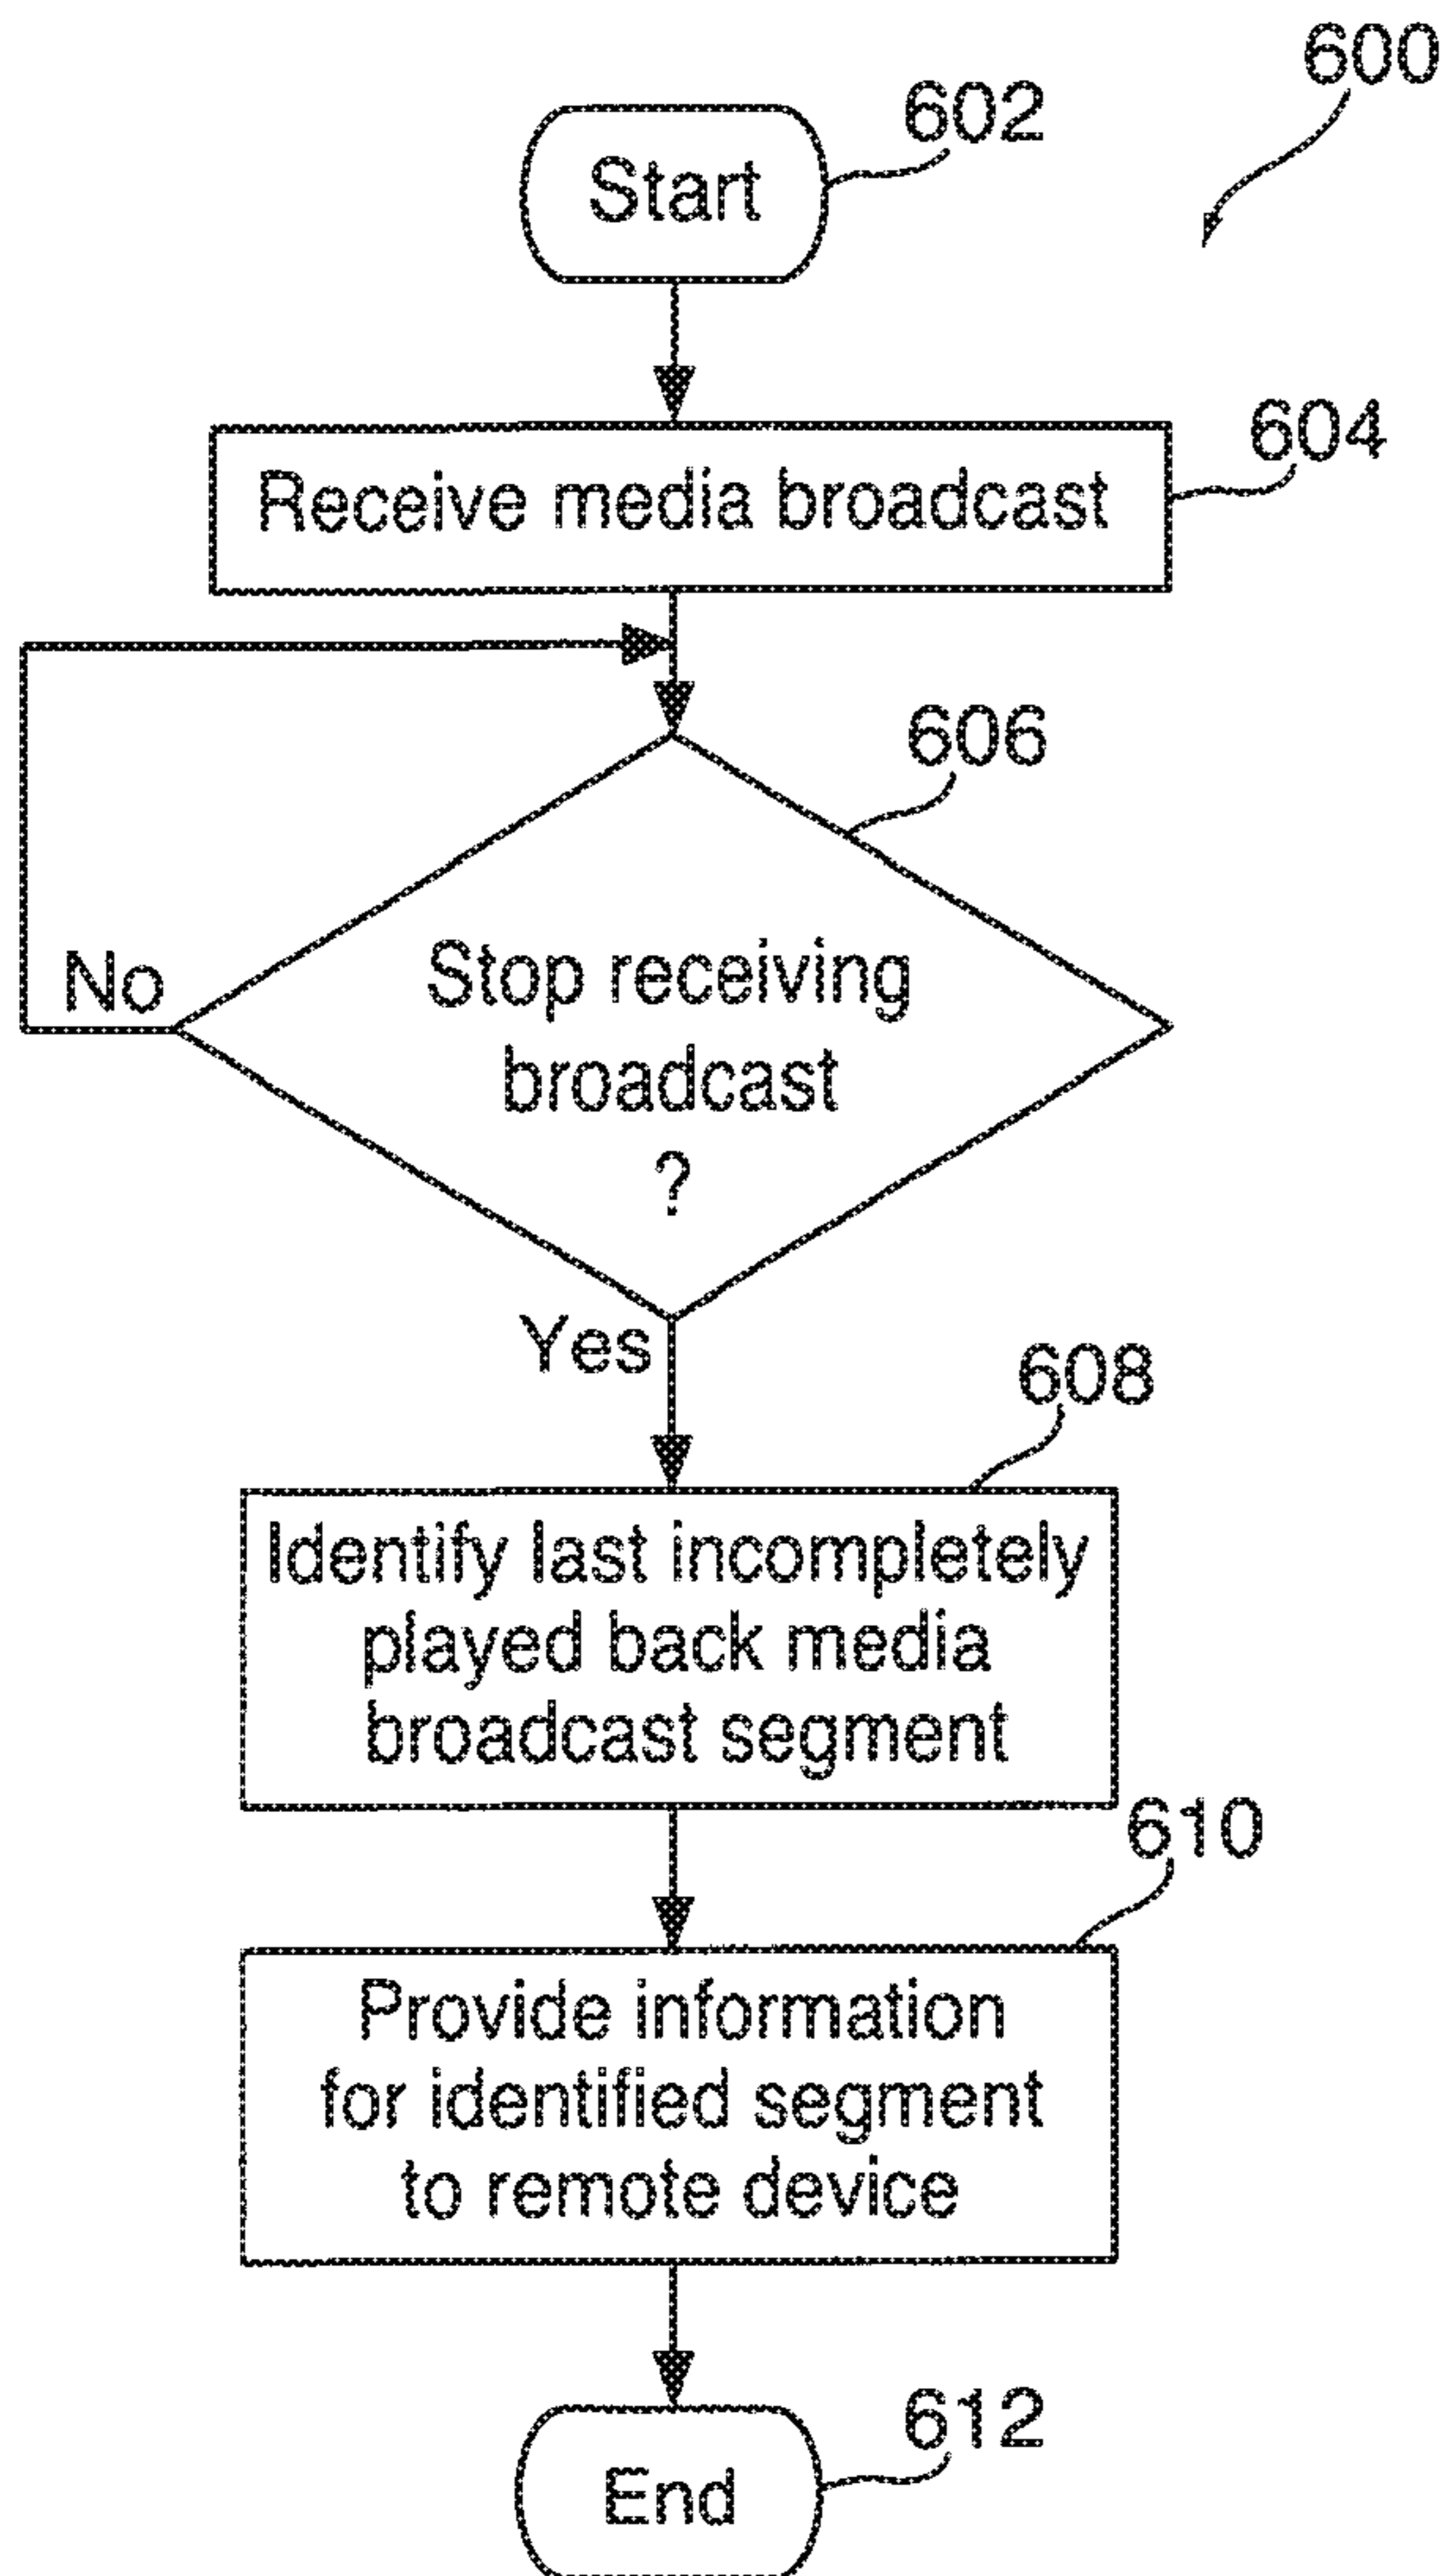 600
602
Start
604
Receive media broadcast
606
No
Stop receiving
broadcast
?
Yes
608
Identify last incompletely
played back media
broadcast segment
610
Provide information
for identified segment
to remote device
612
End